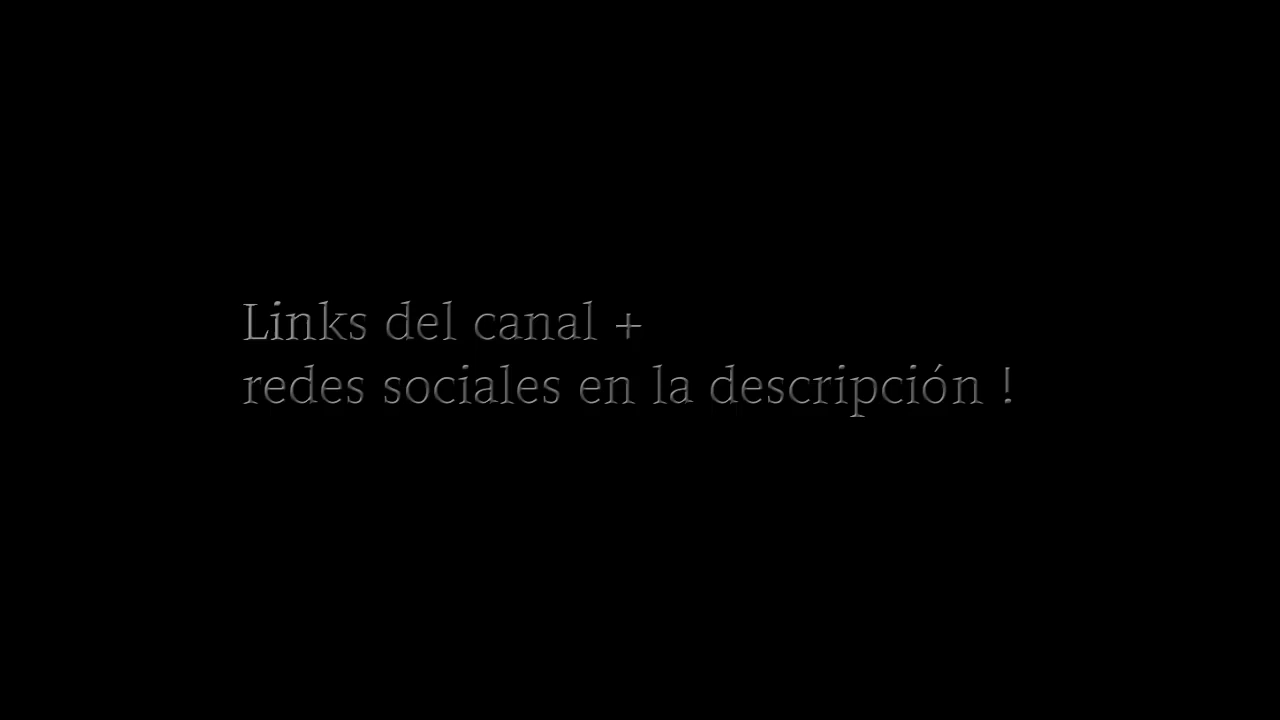 Links del canal +
redes sociales en la descripción !